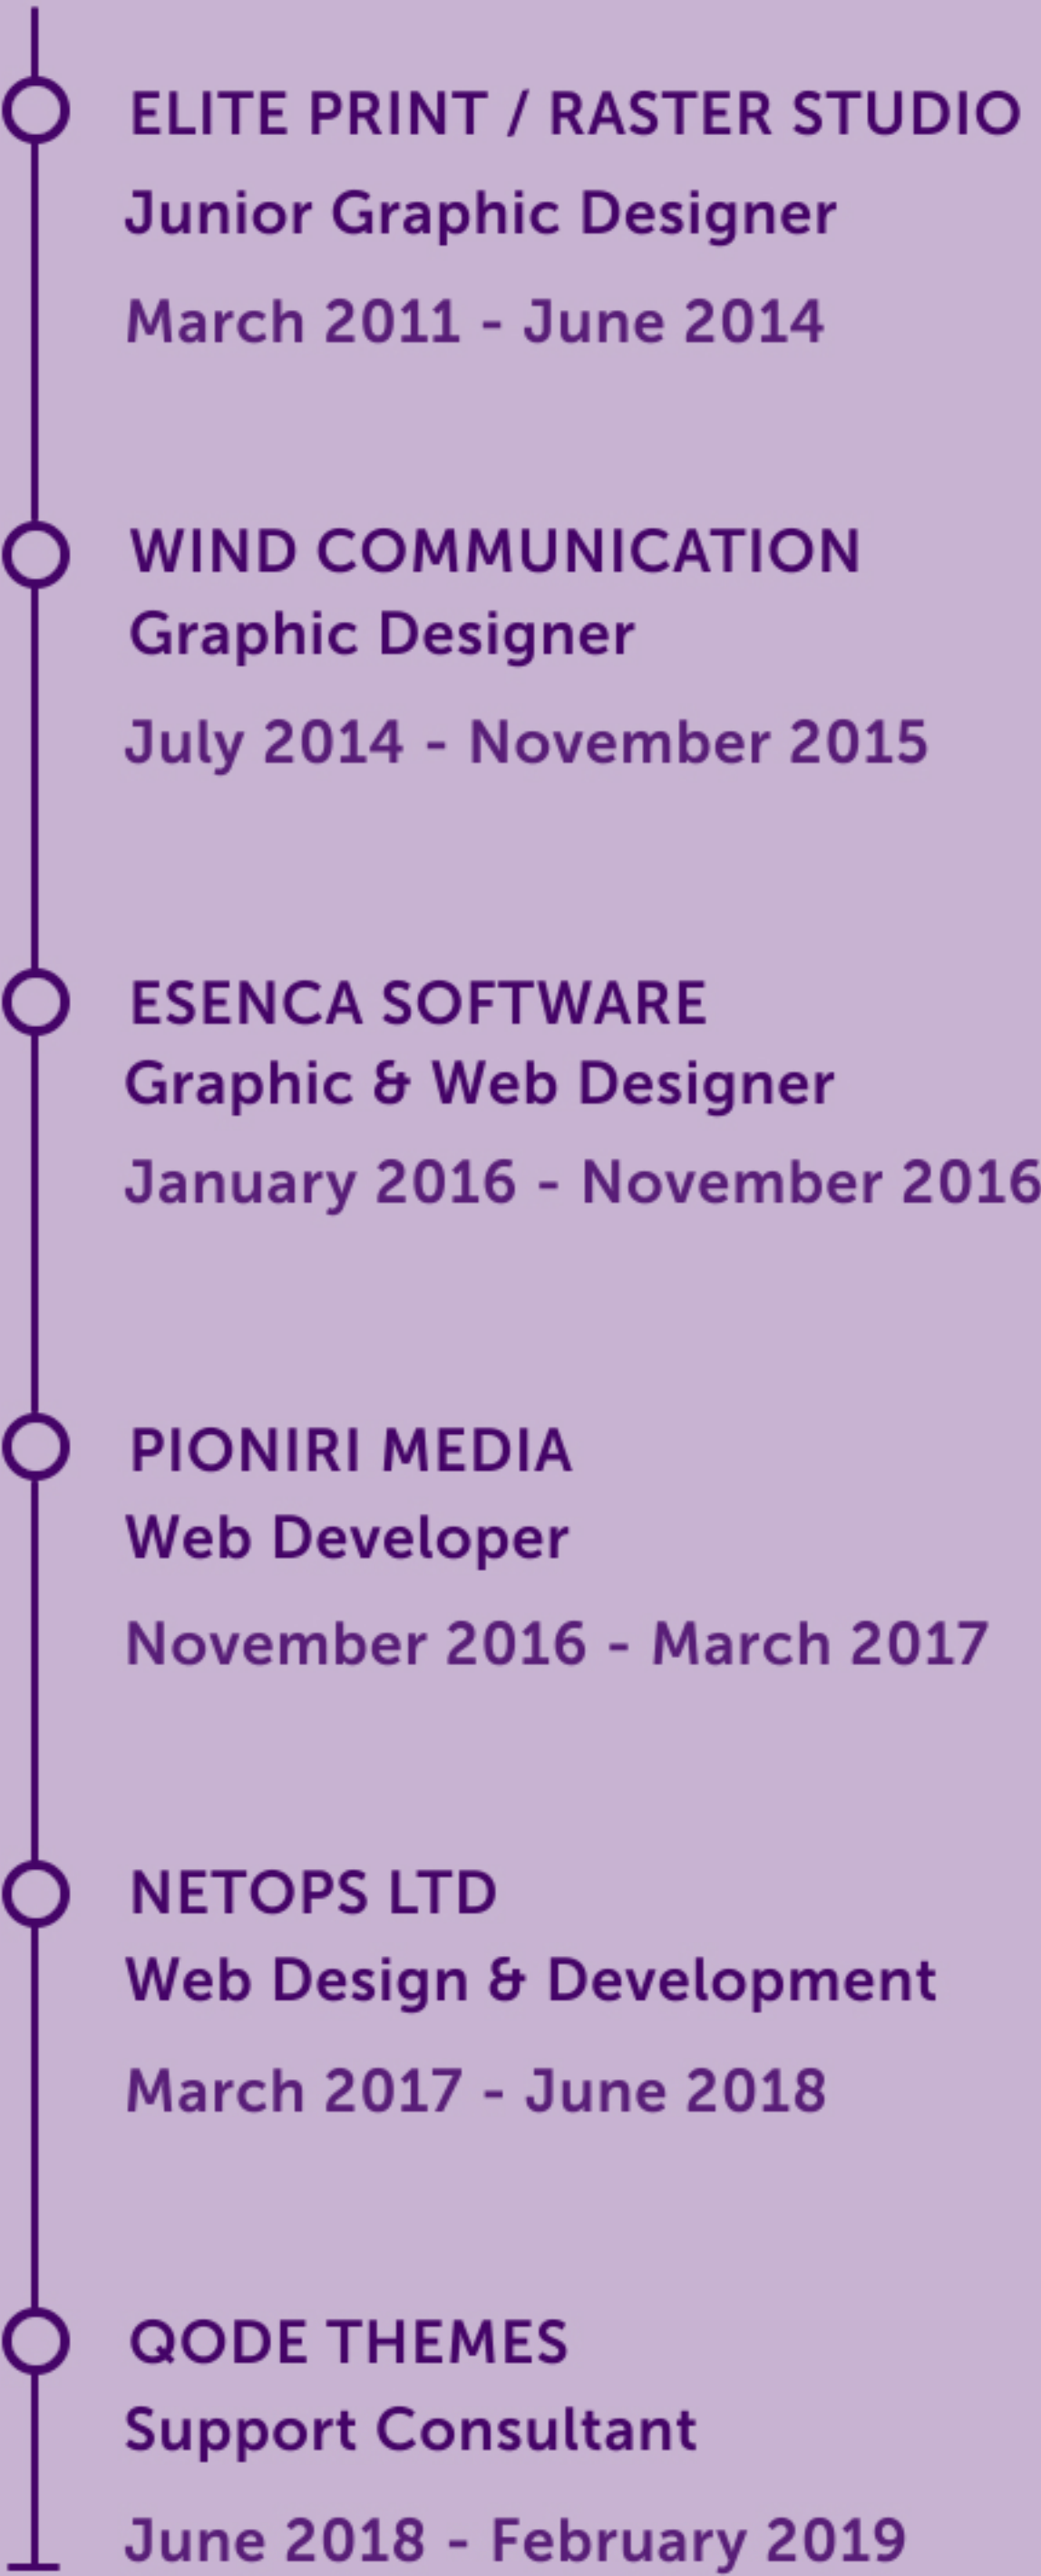 ELITE PRINT / RASTER STUDIO
Junior Graphic Designer
March 2011 - June 2014
WIND COMMUNICATION
Graphic Designer
July 2014 - November 2015
ESENCA SOFTWARE
Graphic & Web Designer
January 2016 - November 2016
PIONIRI MEDIA
Web Developer
November 2016 - March 2017
NETOPS LTD
Web Design & Development
March 2017 - June 2018
QODE THEMES
Support Consultant
June 2018 - February 2019